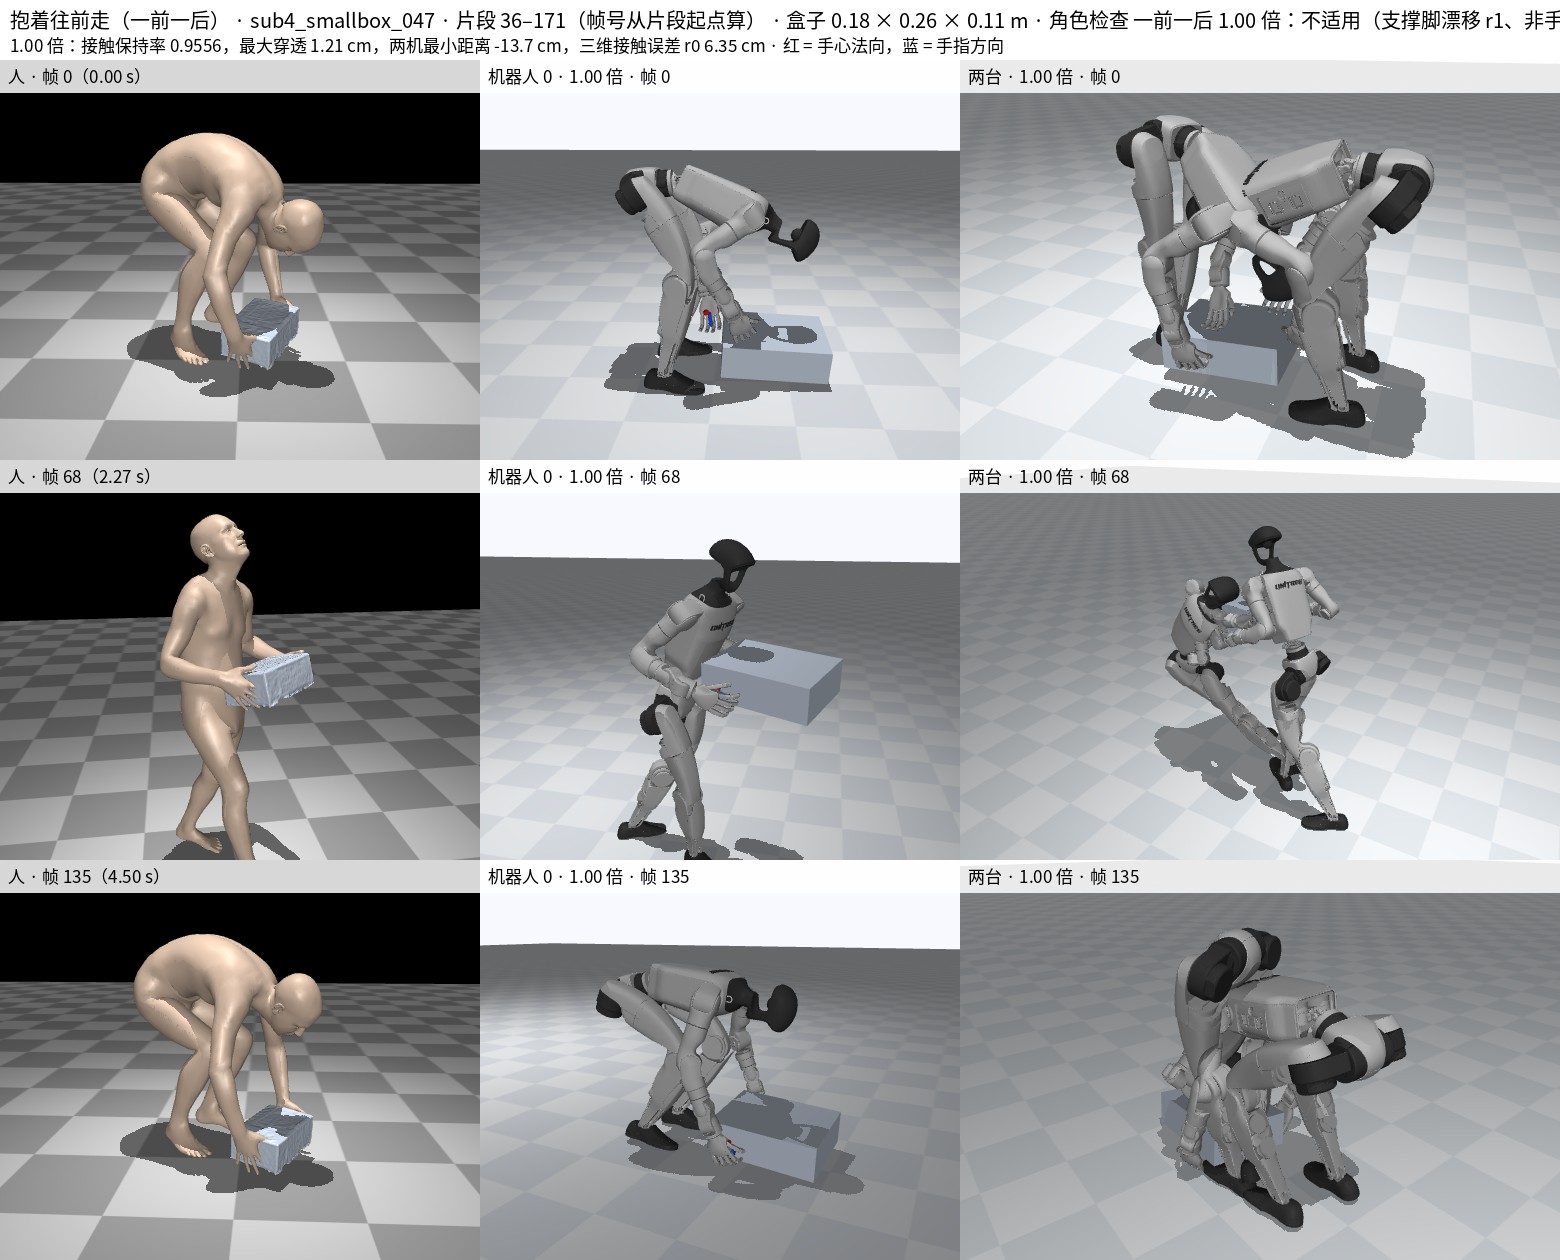 抱着往前走（一前一后） · sub4_smallbox_047 · 片段 36–171（帧号从片段起点算） · 盒子 0.18 × 0.26 × 0.11 m · 角色检查 一前一后 1.00 倍：不适用（支撑脚漂移 r1、非手
1.00 倍：接触保持率 0.9556，最大穿透 1.21 cm，两机最小距离 -13.7 cm，三维接触误差 r0 6.35 cm · 红 = 手心法向，蓝 = 手指方向
人 · 帧 0（0.00 s）
机器人 0 · 1.00 倍 · 帧 0
两台 · 1.00 倍 · 帧 0
人 · 帧 68（2.27 s）
机器人 0 · 1.00 倍 · 帧 68
两台 · 1.00 倍 · 帧 68
UNITREE
UNITREE
UNITREE
人 · 帧 135（4.50 s）
机器人 0 · 1.00 倍 · 帧 135
两台 · 1.00 倍 · 帧 135